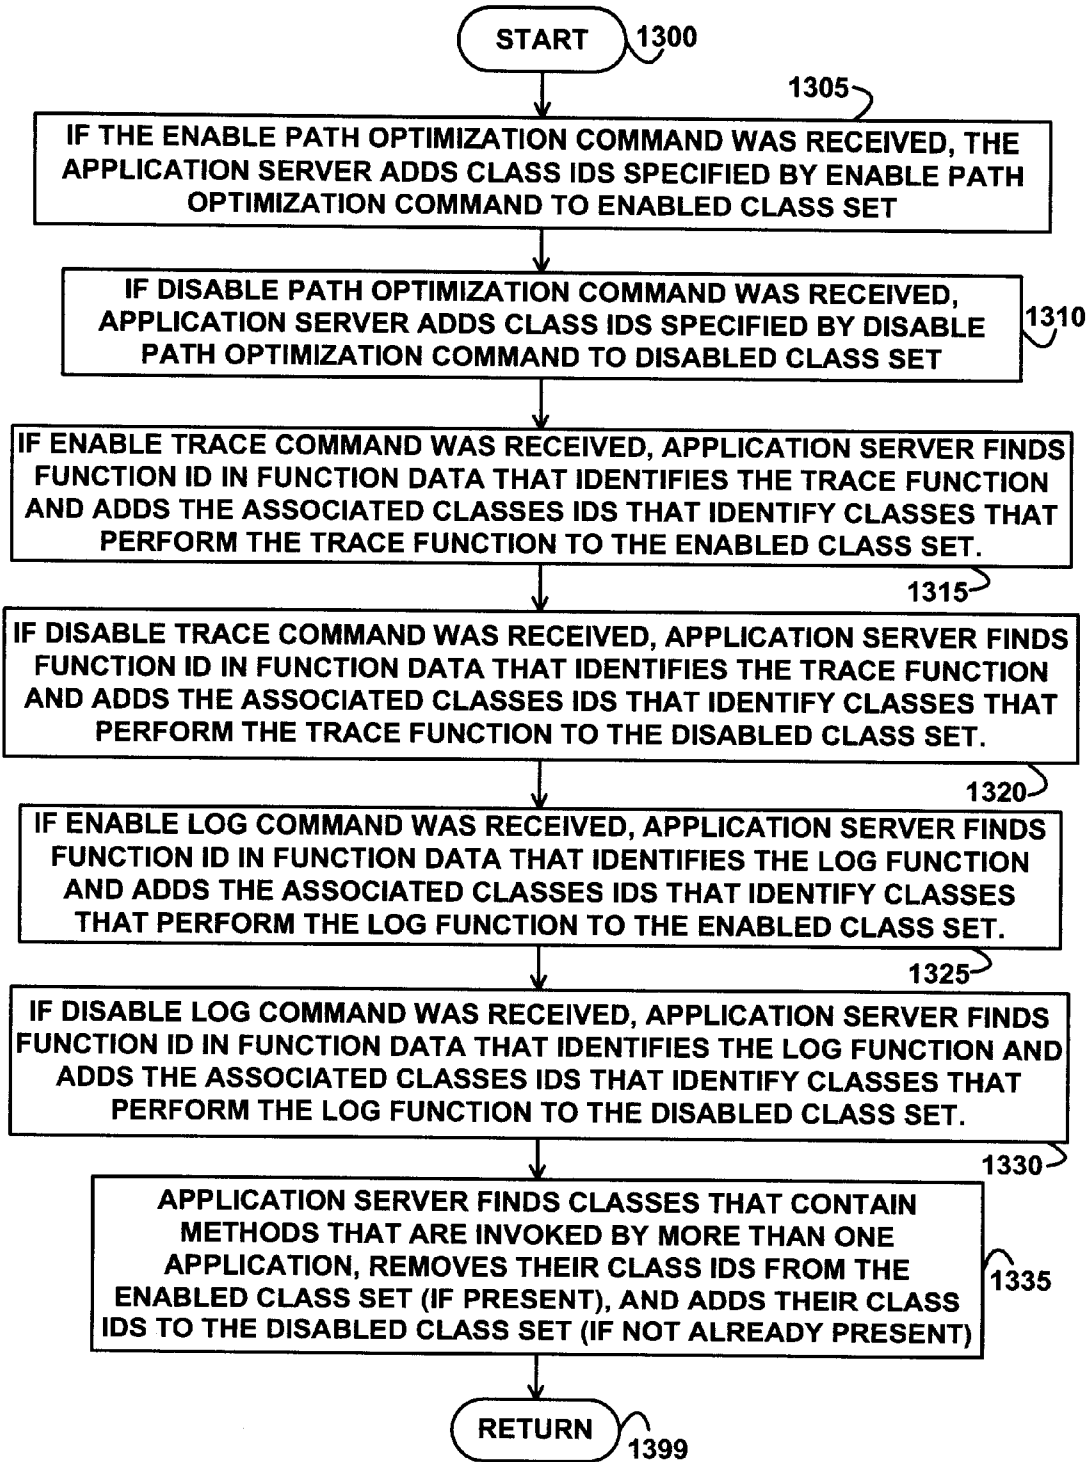 START
1300
1305
IF THE ENABLE PATH OPTIMIZATION COMMAND WAS RECEIVED, THE
APPLICATION SERVER ADDS CLASS IDS SPECIFIED BY ENABLE PATH
OPTIMIZATION COMMAND TO ENABLED CLASS SET
IF DISABLE PATH OPTIMIZATION COMMAND WAS RECEIVED,
APPLICATION SERVER ADDS CLASS IDS SPECIFIED BY DISABLE
PATH OPTIMIZATION COMMAND TO DISABLED CLASS SET
1310
IF ENABLE TRACE COMMAND WAS RECEIVED, APPLICATION SERVER FINDS
FUNCTION ID IN FUNCTION DATA THAT IDENTIFIES THE TRACE FUNCTION
AND ADDS THE ASSOCIATED CLASSES IDS THAT IDENTIFY CLASSES THAT
PERFORM THE TRACE FUNCTION TO THE ENABLED CLASS SET.
1315
IF DISABLE TRACE COMMAND WAS RECEIVED, APPLICATION SERVER FINDS
FUNCTION ID IN FUNCTION DATA THAT IDENTIFIES THE TRACE FUNCTION
AND ADDS THE ASSOCIATED CLASSES IDS THAT IDENTIFY CLASSES THAT
PERFORM THE TRACE FUNCTION TO THE DISABLED CLASS SET.
1320
IF ENABLE LOG COMMAND WAS RECEIVED, APPLICATION SERVER FINDS
FUNCTION ID IN FUNCTION DATA THAT IDENTIFIES THE LOG FUNCTION
AND ADDS THE ASSOCIATED CLASSES IDS THAT IDENTIFY CLASSES
THAT PERFORM THE LOG FUNCTION TO THE ENABLED CLASS SET.
1325
IF DISABLE LOG COMMAND WAS RECEIVED, APPLICATION SERVER FINDS
FUNCTION ID IN FUNCTION DATA THAT IDENTIFIES THE LOG FUNCTION AND
ADDS THE ASSOCIATED CLASSES IDS THAT IDENTIFY CLASSES THAT
PERFORM THE LOG FUNCTION TO THE DISABLED CLASS SET.
1330
APPLICATION SERVER FINDS CLASSES THAT CONTAIN
METHODS THAT ARE INVOKED BY MORE THAN ONE
APPLICATION, REMOVES THEIR CLASS IDS FROM THE
ENABLED CLASS SET (IF PRESENT), AND ADDS THEIR CLASS
IDS TO THE DISABLED CLASS SET (IF NOT ALREADY PRESENT)
1335
RETURN
1399